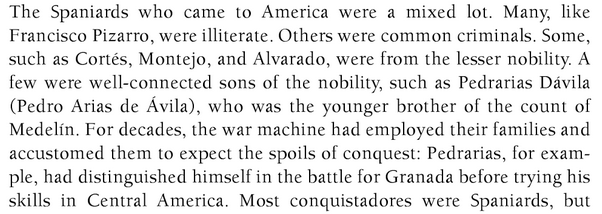 The Spaniards who came to America were a mixed lot. Many, like
Francisco Pizarro, were illiterate. Others were common criminals. Some,
such as Cortés, Montejo, and Alvarado, were from the lesser nobility. A
few were well-connected sons of the nobility, such as Pedrarias Dávila
(Pedro Arias de Ávila), who was the younger brother of the count of
Medelín. For decades, the war machine had employed their families and
accustomed them to expect the spoils of conquest: Pedrarias, for exam-
ple, had distinguished himself in the battle for Granada before trying his
skills in Central America. Most conquistadores were Spaniards, but